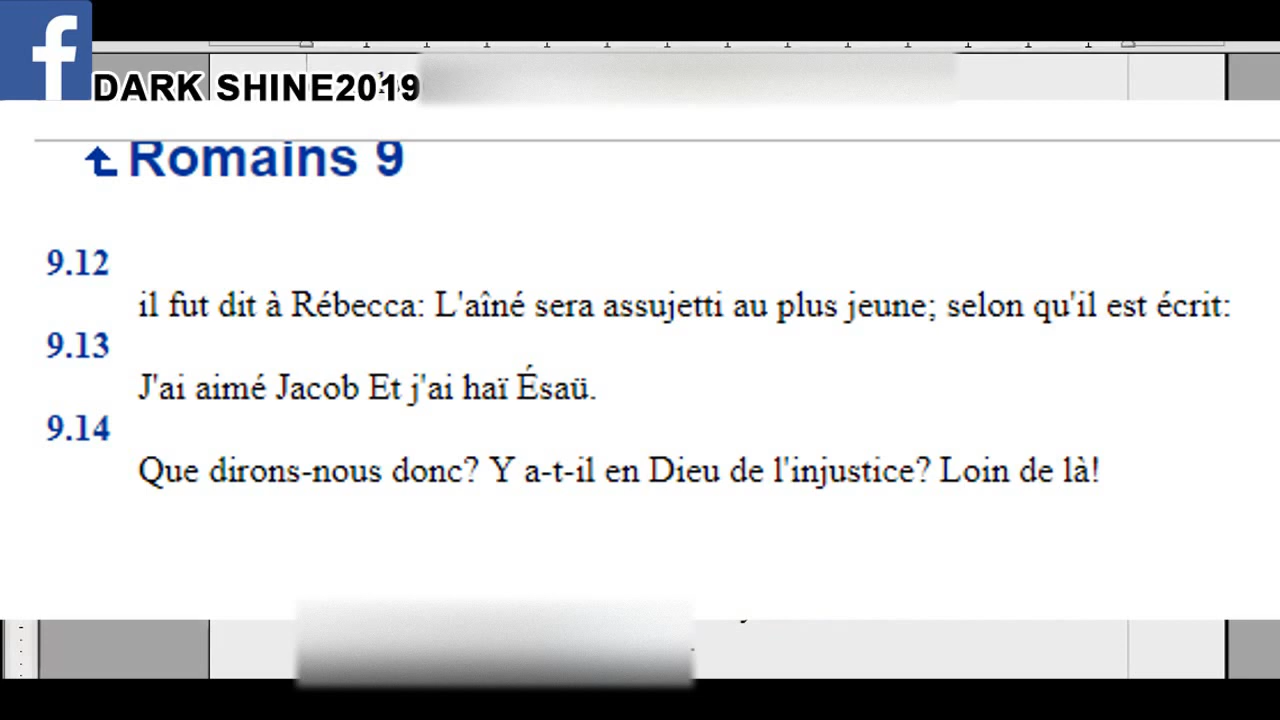 DARK SHINE2019
Romains 9
9.12
il fut dit à Rébecca: L'aîné sera assujetti au plus jeune; selon qu'il est écrit:
9.13
J'ai aimé Jacob Et j'ai haï Ésaü.
9.14
Que dirons-nous donc? Y a-t-il en Dieu de l'injustice? Loin de là!